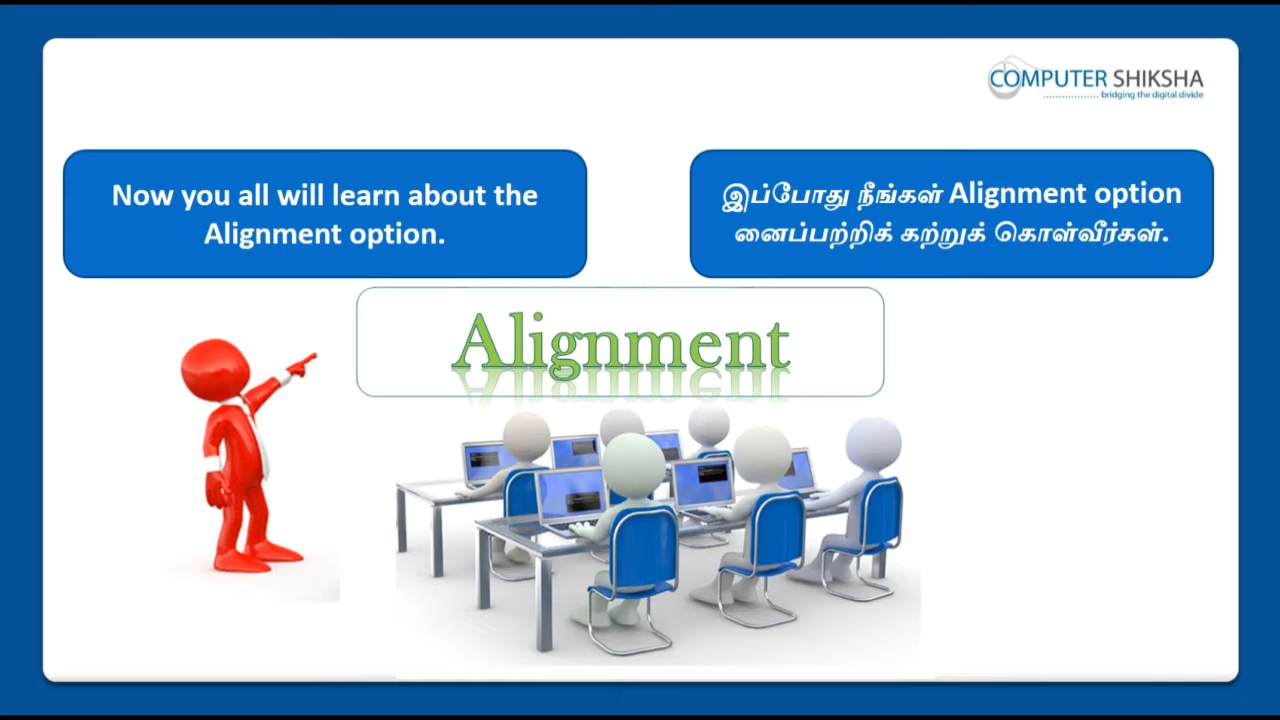 COMPUTER SHIKSHA
bridging the digital divide
Now you all will learn about the
Alignment option.
இப்போது நீங்கள் Alignment option
னைப்பற்றிக் கற்றுக் கொள்வீர்கள்.
Alignment